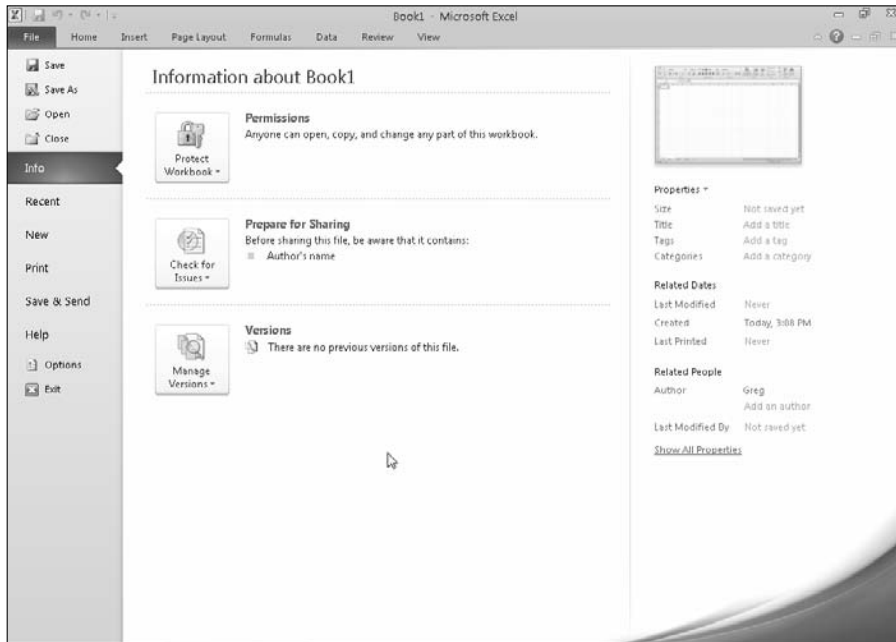 Book1 - Microsoft Excel
File Home Insert Page Layout Formulas Data Review View
Save
Save As
Open
Close
Info
Recent
New
Print
Save & Send
Help
Options
Exit
Information about Book1
Protect
Workbook
Permissions
Anyone can open, copy, and change any part of this workbook.
Check for
Issues
Prepare for Sharing
Before sharing this file, be aware that it contains:
Author's name
Manage
Versions
Versions
There are no previous versions of this file.
Properties
Size Not saved yet
Title Add a title
Tags Add a tag
Categories Add a category
Related Dates
Last Modified Never
Created Today, 3:08 PM
Last Printed Never
Related People
Author Greg
Add an author
Last Modified By Not saved yet
Show All Properties